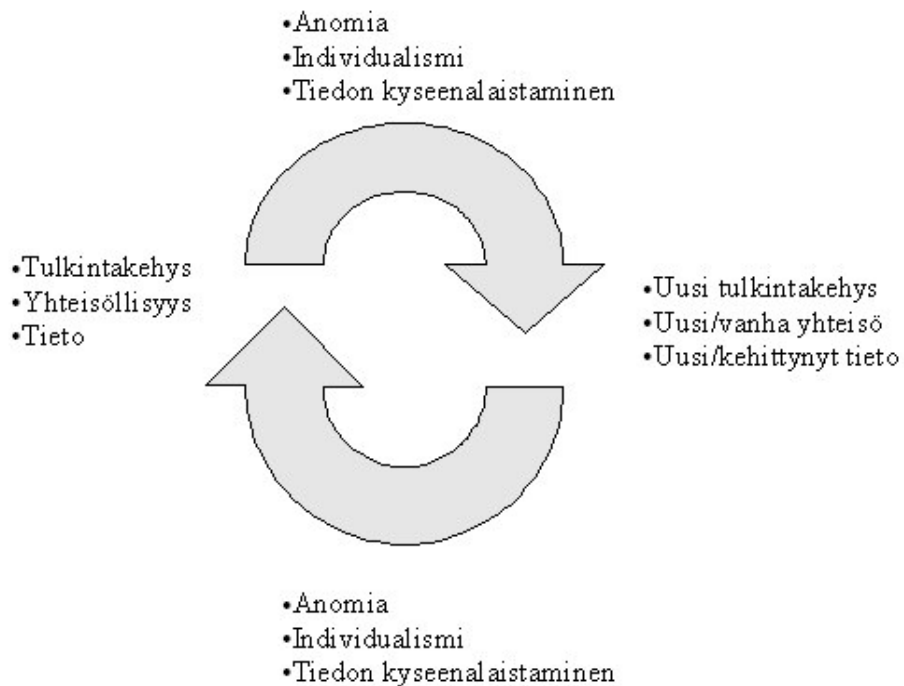 •Anomia
•Individualismi
•Tiedon kyseenalaistaminen
•Tulkintakehys
•Yhteisöllisyys
•Tieto
•Uusi tulkintakehys
•Uusi/vanha yhteisö
•Uusi/kehittynyt tieto
•Anomia
•Individualismi
•Tiedon kyseenalaistaminen